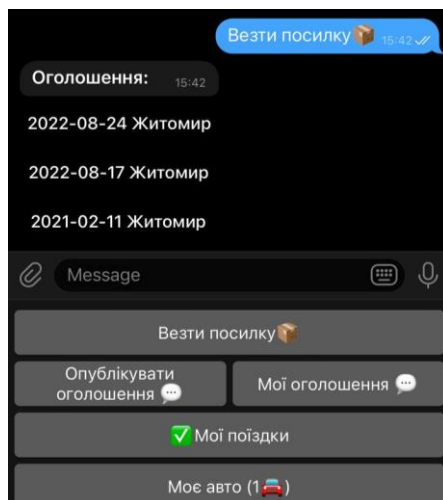 Везти посилку📦 15:42
Оголошення: 15:42
2022-08-24 Житомир
2022-08-17 Житомир
2021-02-11 Житомир
Message
Везти посилку📦
Опублікувати
оголошення 💬
Мої оголошення 💬
✅ Мої поїздки
Моє авто (1🚘)